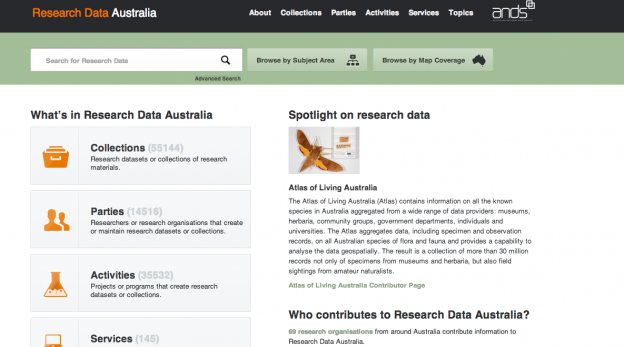 Research Data Australia
About Collections Parties Activities Services Topics
ands
Search for Research Data
Browse by Subject Area
Browse by Map Coverage
Advanced Search
What's in Research Data Australia
Collections (55144)
Research datasets or collections of research
materials.
Parties (14516)
Researchers or research organisations that create
or maintain research datasets or collections.
Activities (35532)
Projects or programs that create research
datasets or collections.
Services (145)
Spotlight on research data
Atlas of Living Australia
The Atlas of Living Australia (Atlas) contains information on all the known
species in Australia aggregated from a wide range of data providers: museums,
herbaria, community groups, government departments, individuals and
universities. The Atlas aggregates data, including specimen and observation
records, on all Australian species of flora and fauna and provides a capability to
analyse the data geospatially. The result is a collection of more than 30 million
records not only of specimens from museums and herbaria, but also field
sightings from amateur naturalists.
Atlas of Living Australia Contributor Page
Who contributes to Research Data Australia?
69 research organisations from around Australia contribute information to
Research Data Australia.